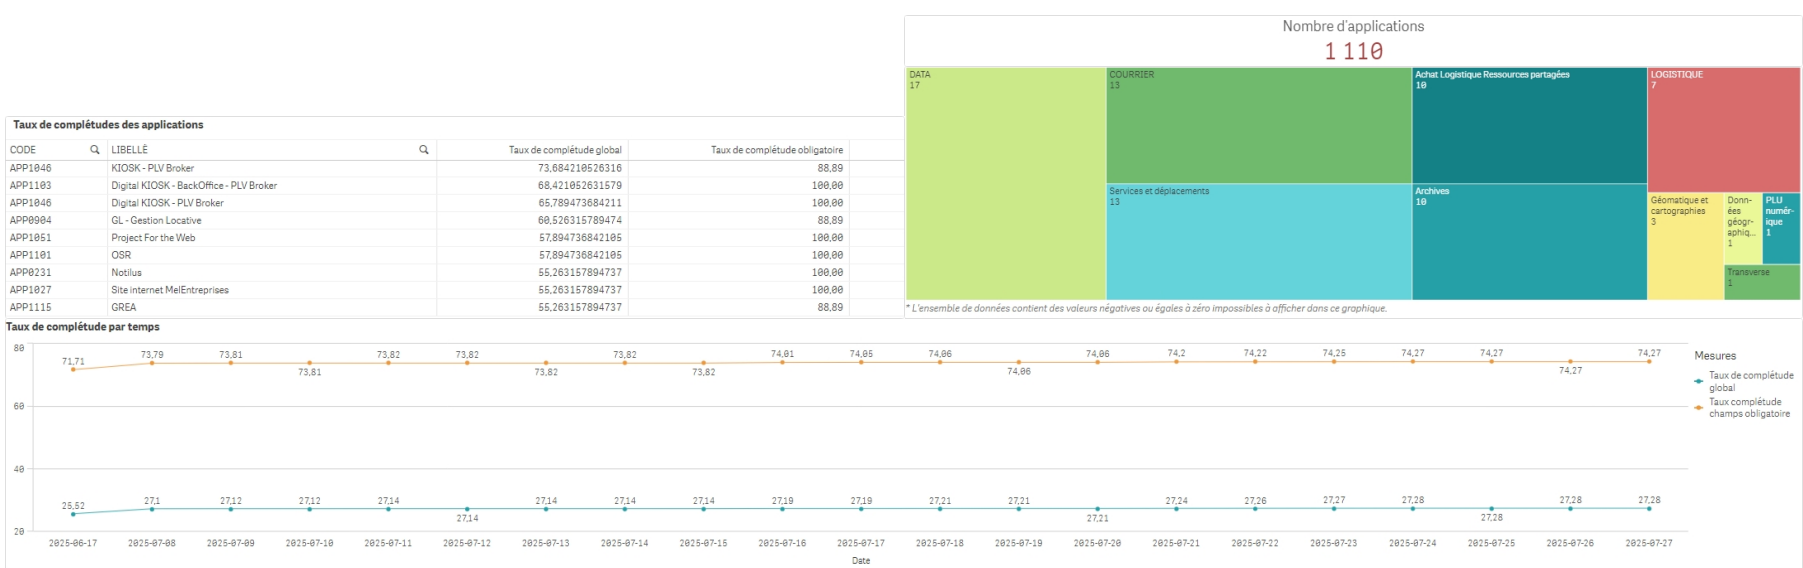 Nombre d'applications
1 110
DATA
17
COURRIER
13
Achat Logistique Ressources partagées
10
LOGISTIQUE
7
Services et déplacements
13
Archives
10
Géomatique et
cartographies
3
Donn-
ées
géogr-
aphiq...
1
PLU
numér-
ique
1
Transverse
1
* L'ensemble de données contient des valeurs négatives ou égales à zéro impossibles à afficher dans ce graphique.
Taux de complétudes des applications
CODE LIBELLÉ Taux de complétude global Taux de complétude obligatoire
APP1046 KIOSK - PLV Broker 73,684210526316 88,89
APP1103 Digital KIOSK - BackOffice - PLV Broker 68,421052631579 100,00
APP1046 Digital KIOSK - PLV Broker 65,789473684211 100,00
APP0904 GL - Gestion Locative 60,526315789474 88,89
APP1051 Project For the Web 57,894736842105 100,00
APP1101 OSR 57,894736842105 100,00
APP0231 Notilus 55,263157894737 100,00
APP1027 Site internet MelEntreprises 55,263157894737 100,00
APP1115 GREA 55,263157894737 88,89
Taux de complétude par temps
80
60
40
20
71,71 73,79 73,81 73,81 73,82 73,82 73,82 73,82 73,82 74,01 74,05 74,06 74,06 74,06 74,2 74,22 74,25 74,27 74,27 74,27 74,27
25,52 27,1 27,12 27,12 27,14 27,14 27,14 27,14 27,14 27,19 27,19 27,21 27,21 27,21 27,24 27,26 27,27 27,28 27,28 27,28 27,28
2025-06-17 2025-07-08 2025-07-09 2025-07-10 2025-07-11 2025-07-12 2025-07-13 2025-07-14 2025-07-15 2025-07-16 2025-07-17 2025-07-18 2025-07-19 2025-07-20 2025-07-21 2025-07-22 2025-07-23 2025-07-24 2025-07-25 2025-07-26 2025-07-27
Date
Mesures
Taux de complétude
global
Taux complétude
champs obligatoire